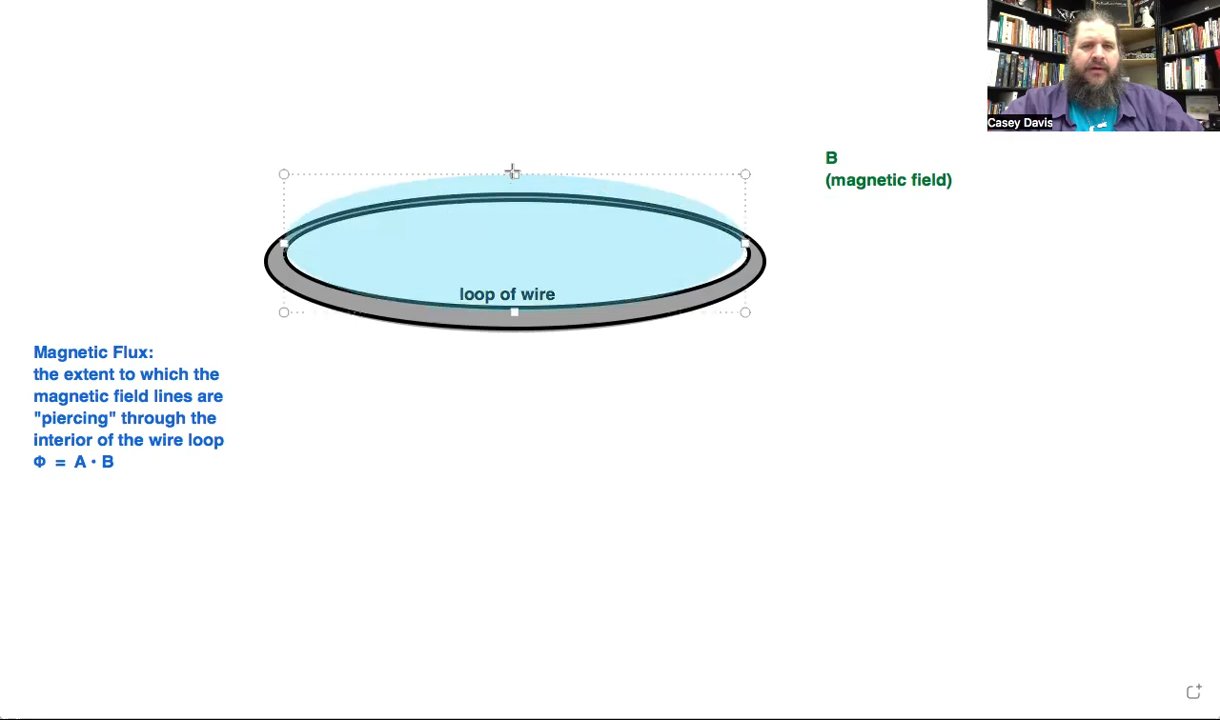 Casey Davis
B
(magnetic field)
loop of wire
Magnetic Flux:
the extent to which the
magnetic field lines are
"piercing" through the
interior of the wire loop
Φ = A · B